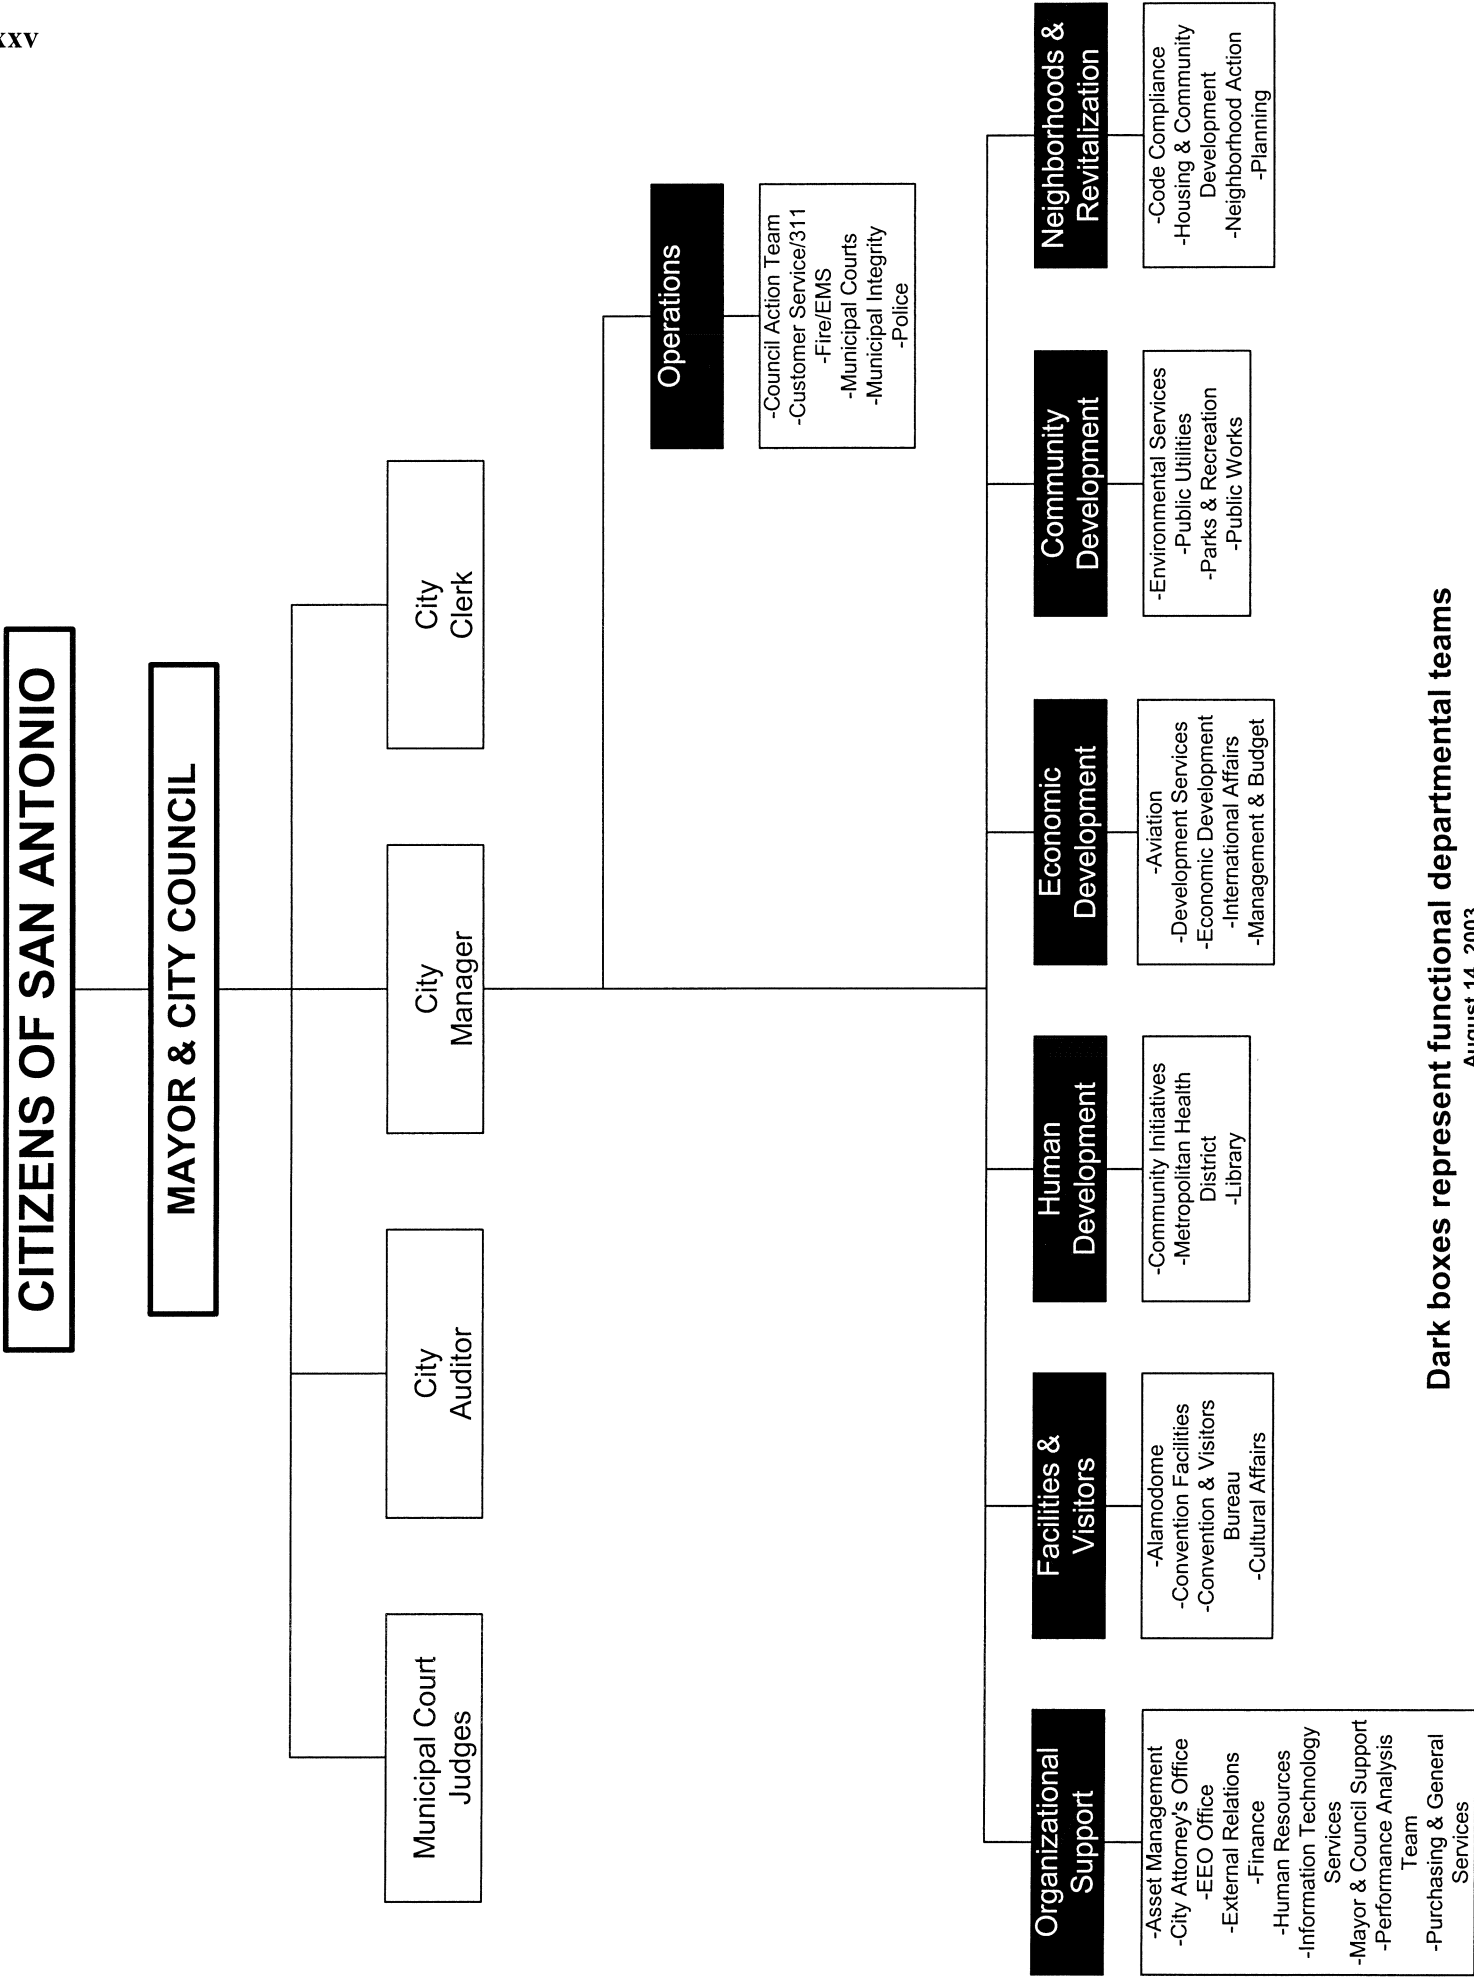 xxv
CITIZENS OF SAN ANTONIO
MAYOR & CITY COUNCIL
Municipal Court
Judges
City
Auditor
City
Manager
City
Clerk
Operations
-Council Action Team
-Customer Service/311
-Fire/EMS
-Municipal Courts
-Municipal Integrity
-Police
Organizational
Support
-Asset Management
-City Attorney's Office
-EEO Office
-External Relations
-Finance
-Human Resources
-Information Technology
Services
-Mayor & Council Support
-Performance Analysis
Team
-Purchasing & General
Services
Facilities &
Visitors
-Alamodome
-Convention Facilities
-Convention & Visitors
Bureau
-Cultural Affairs
Human
Development
-Community Initiatives
-Metropolitan Health
District
-Library
Economic
Development
-Aviation
-Development Services
-Economic Development
-International Affairs
-Management & Budget
Community
Development
-Environmental Services
-Public Utilities
-Parks & Recreation
-Public Works
Neighborhoods &
Revitalization
-Code Compliance
-Housing & Community
Development
-Neighborhood Action
-Planning
Dark boxes represent functional departmental teams
August 14, 2003